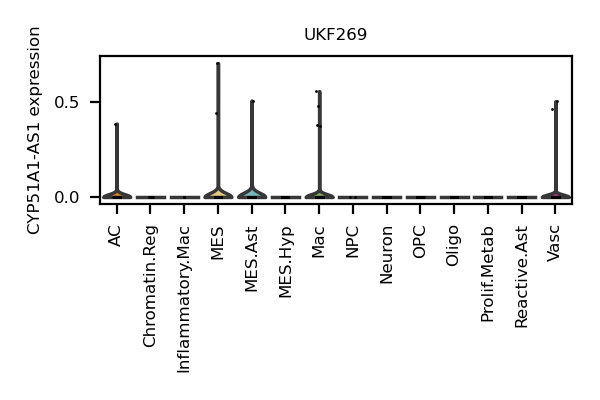 UKF269
CYP51A1-AS1 expression
0.5
0.0
AC
Chromatin.Reg
Inflammatory.Mac
MES
MES.Ast
MES.Hyp
Mac
NPC
Neuron
OPC
Oligo
Prolif.Metab
Reactive.Ast
Vasc